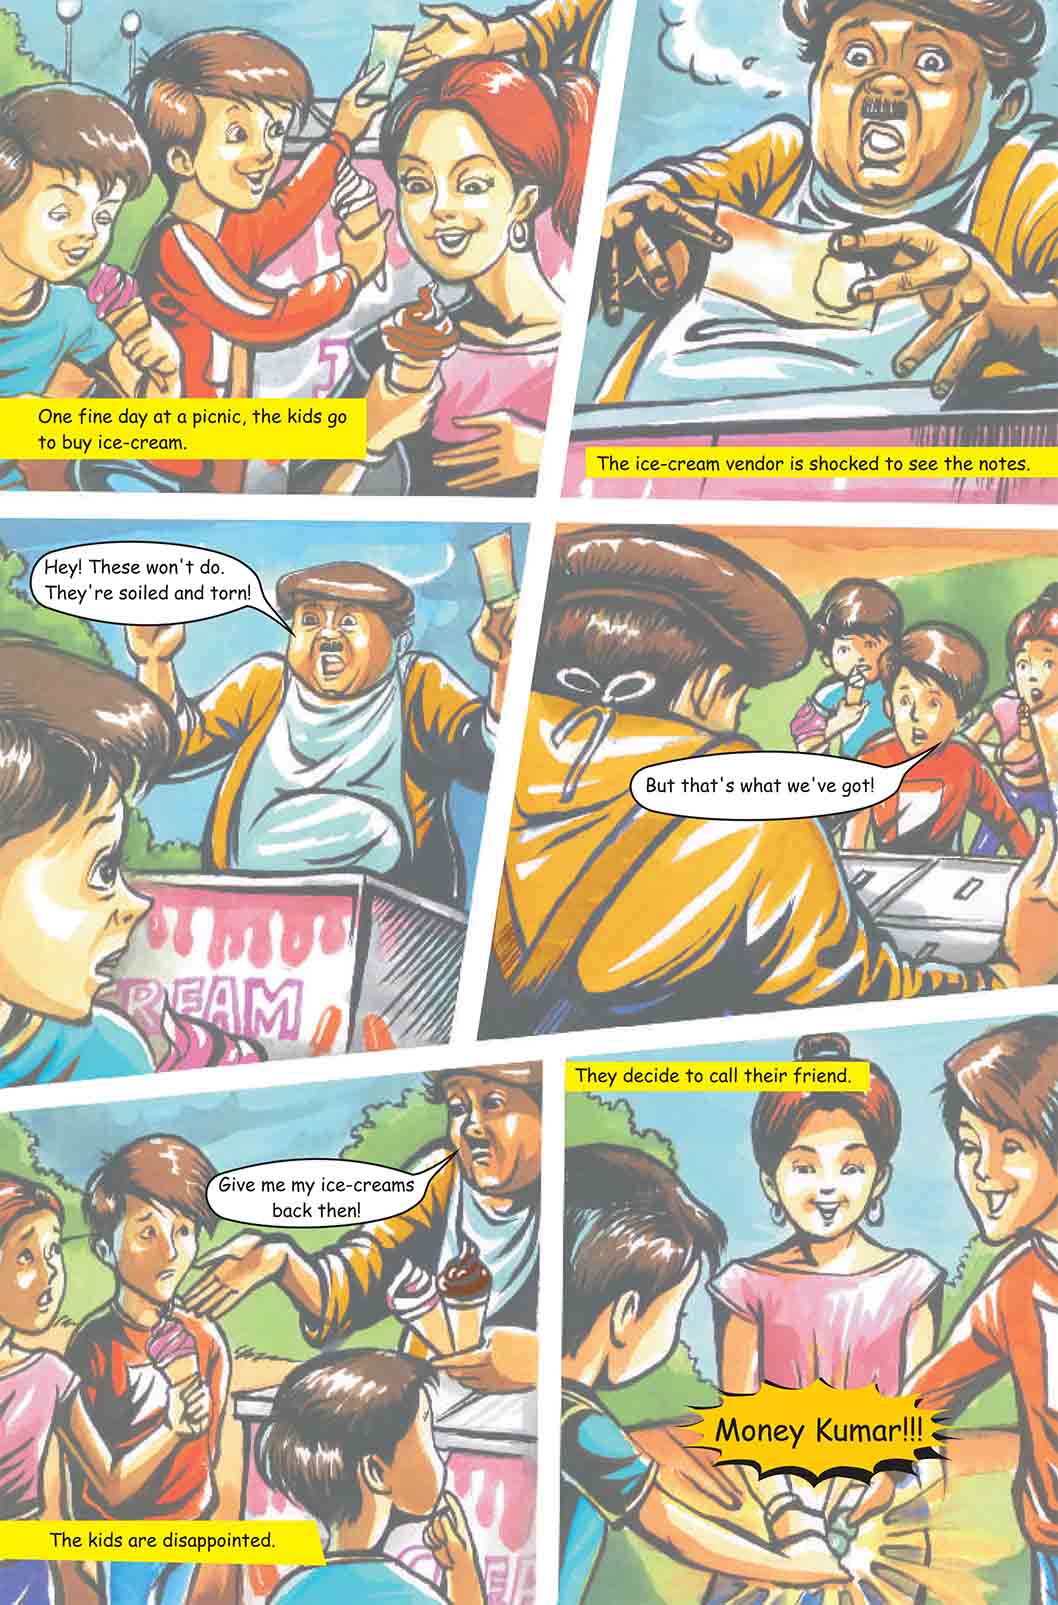 One fine day at a picnic, the kids go
to buy ice-cream.
The ice-cream vendor is shocked to see the notes.
Hey! These won't do.
They're soiled and torn!
REAM
But that's what we've got!
Give me my ice-creams
back then!
The kids are disappointed.
They decide to call their friend.
Money Kumar!!!